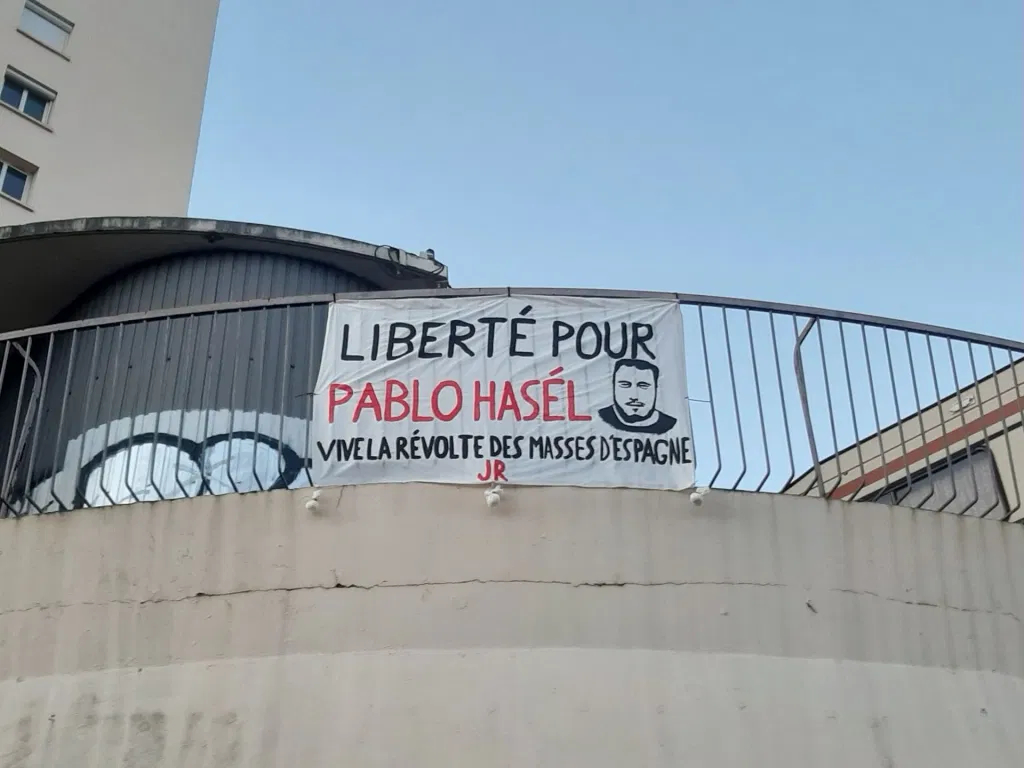 LIBERTÉ POUR
PABLO HASÉL
VIVE LA RÉVOLTE DES MASSES D'ESPAGNE
JR